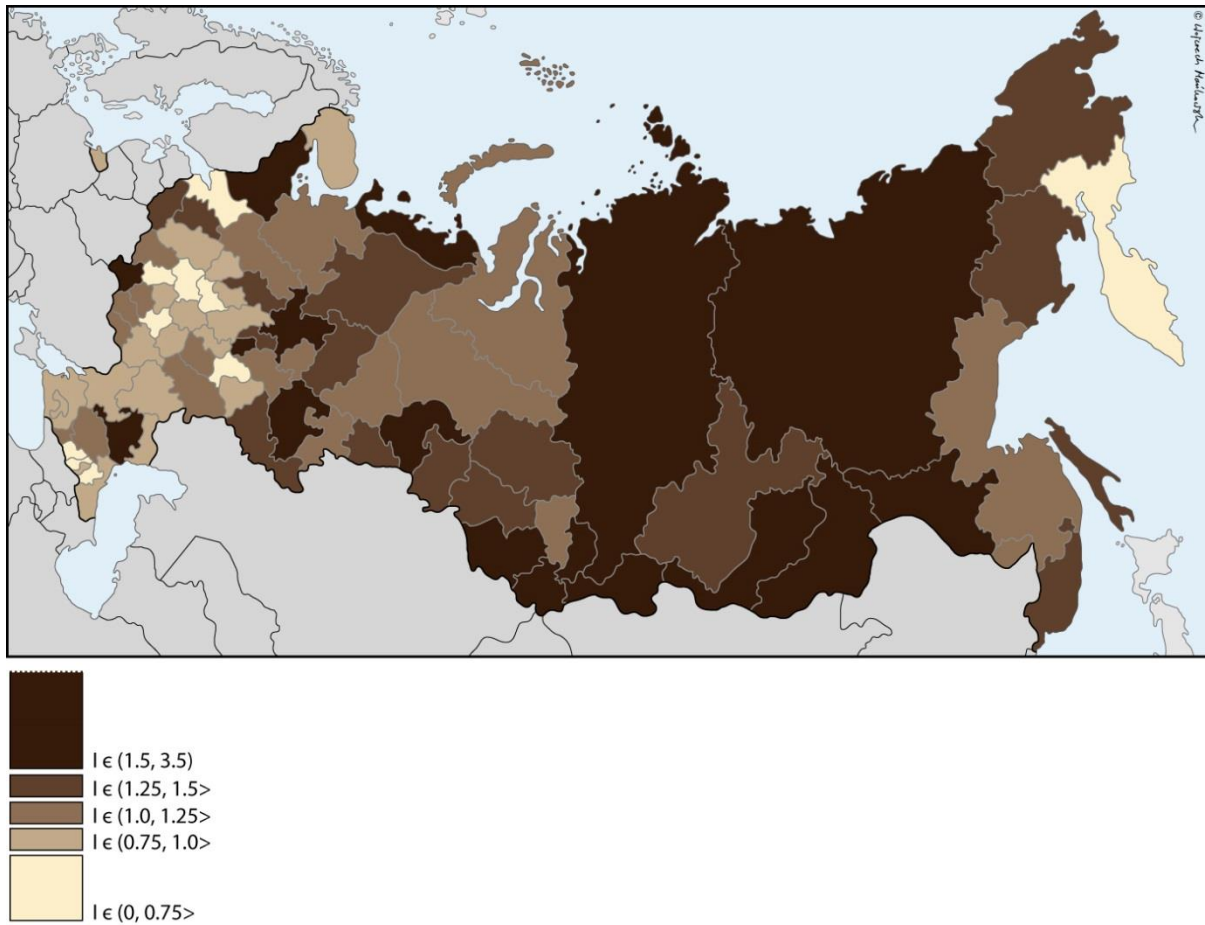 I ϵ (1.5, 3.5)
I ϵ (1.25, 1.5>
I ϵ (1.0, 1.25>
I ϵ (0.75, 1.0>
I ϵ (0, 0.75>